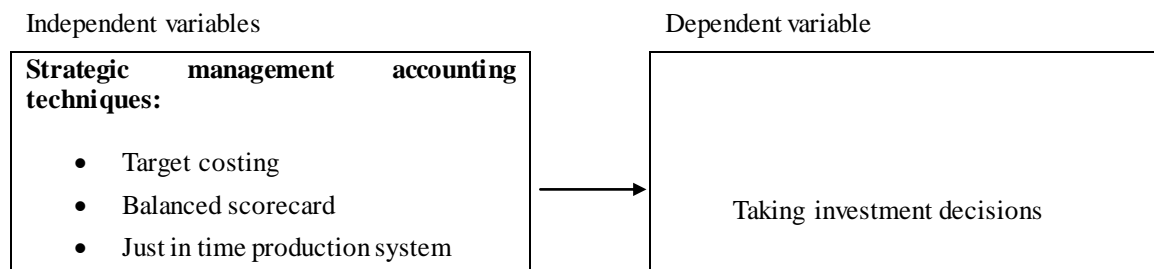 Independent variables
Dependent variable
Strategic management accounting
techniques:
• Target costing
• Balanced scorecard
• Just in time production system
Taking investment decisions